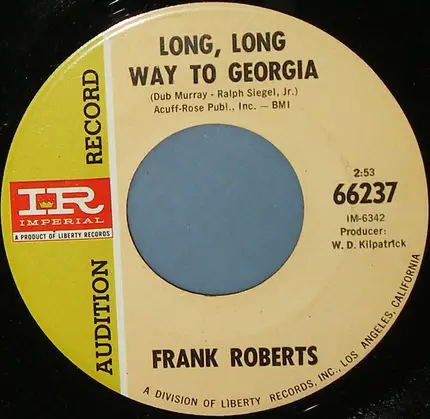 LONG, LONG
WAY TO GEORGIA
(Dub Murray - Ralph Siegel, Jr.)
Acuff-Rose Publ., Inc. — BMI
AUDITION RECORD
IR
IMPERIAL
A PRODUCT OF LIBERTY RECORDS
2:53
66237
IM-6342
Producer:
W. D. Kilpatrick
FRANK ROBERTS
A DIVISION OF LIBERTY RECORDS, INC., LOS ANGELES, CALIFORNIA